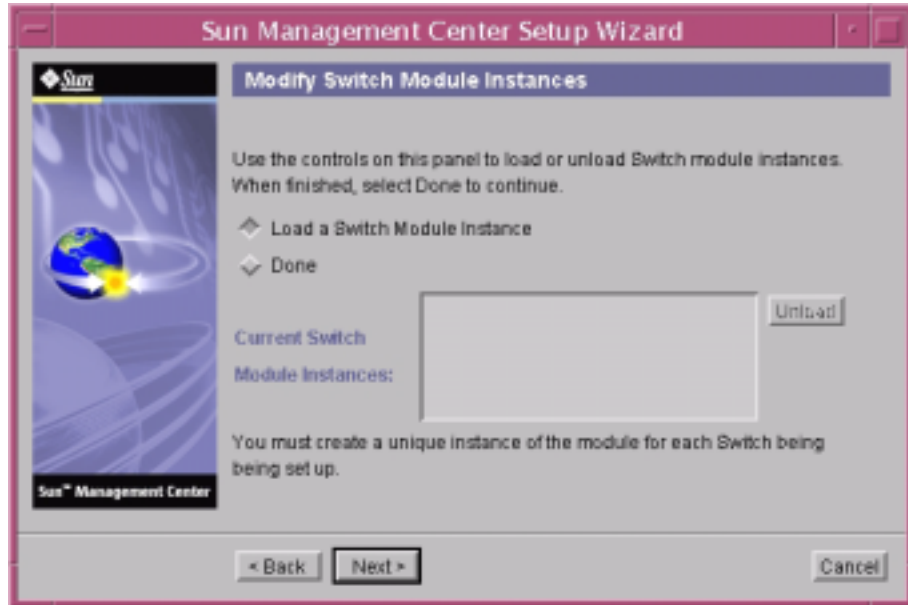 Sun Management Center Setup Wizard
Sun
Modify Switch Module Instances
Use the controls on this panel to load or unload Switch module instances.
When finished, select Done to continue.
Load a Switch Module Instance
Done
Unload
Current Switch
Module Instances:
You must create a unique instance of the module for each Switch being
being set up.
Sun™ Management Center
< Back
Next >
Cancel